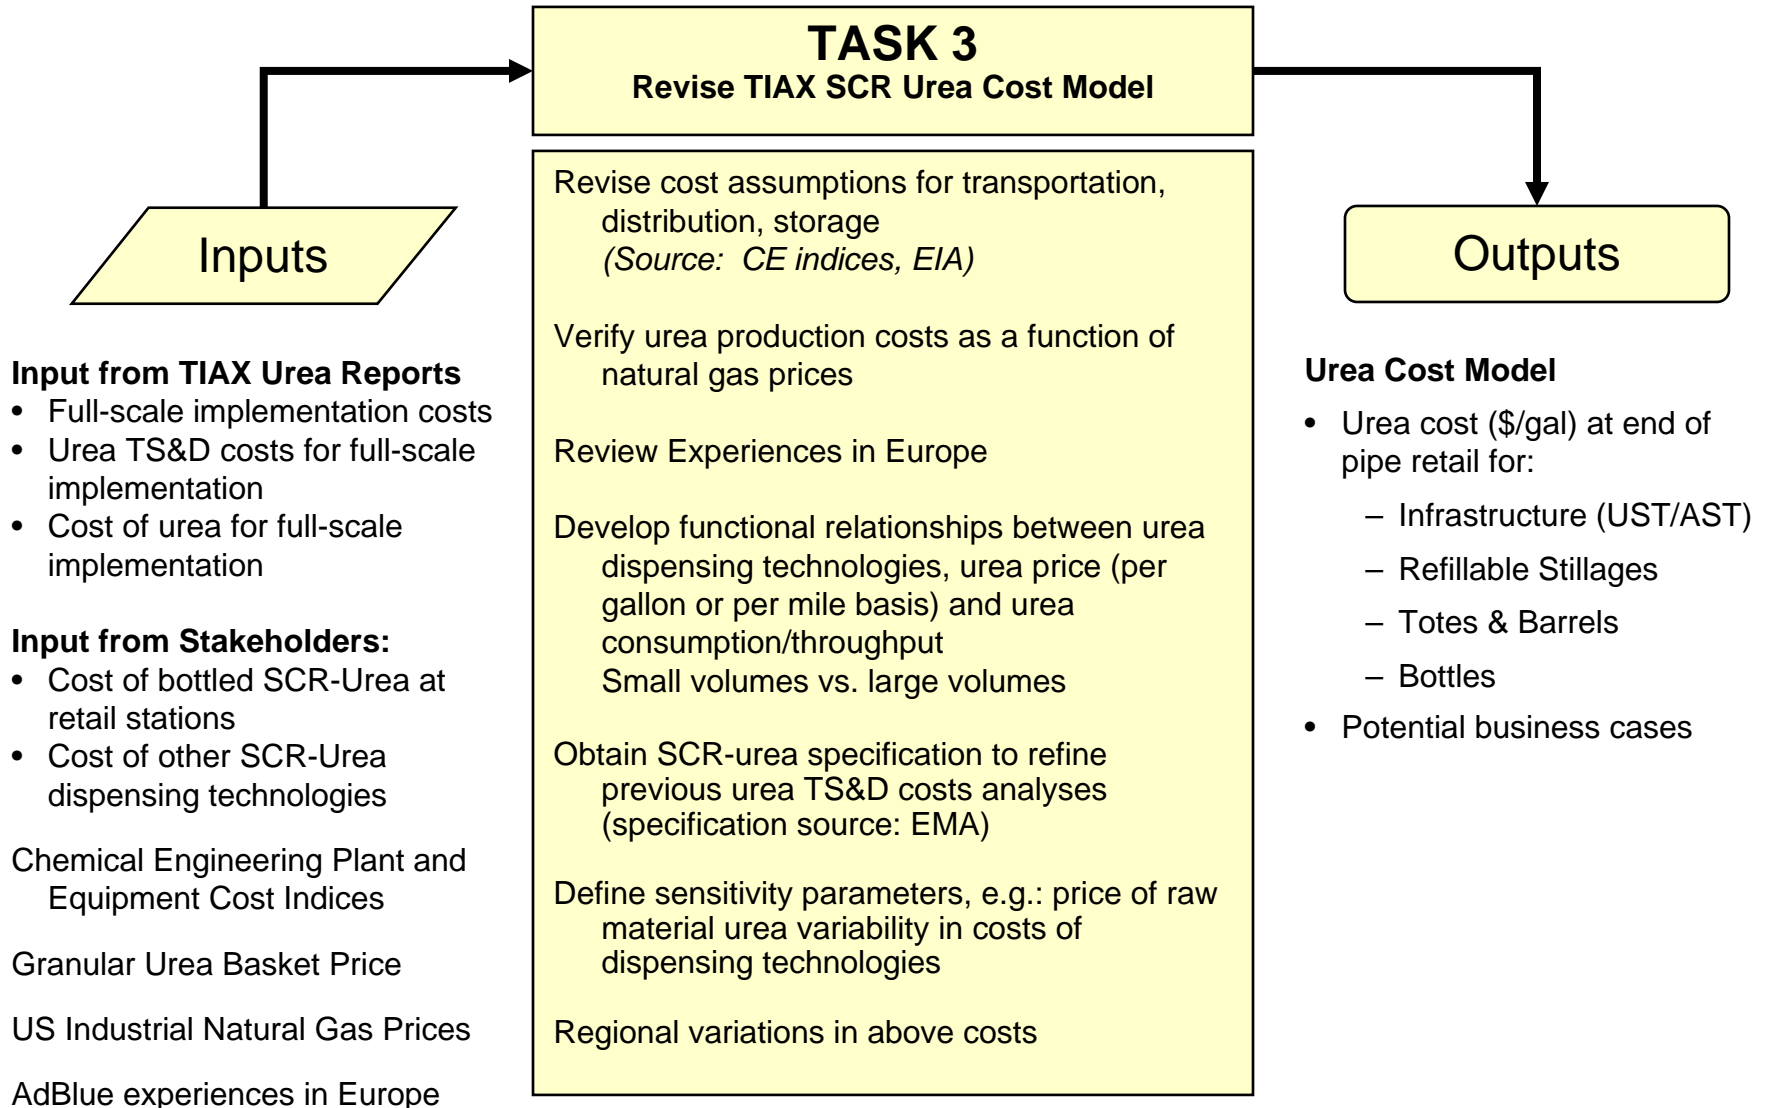 TASK 3
Revise TIAX SCR Urea Cost Model
Inputs
Input from TIAX Urea Reports
• Full-scale implementation costs
• Urea TS&D costs for full-scale
implementation
• Cost of urea for full-scale
implementation
Input from Stakeholders:
• Cost of bottled SCR-Urea at
retail stations
• Cost of other SCR-Urea
dispensing technologies
Chemical Engineering Plant and
Equipment Cost Indices
Granular Urea Basket Price
US Industrial Natural Gas Prices
AdBlue experiences in Europe
Revise cost assumptions for transportation,
distribution, storage
(Source: CE indices, EIA)
Verify urea production costs as a function of
natural gas prices
Review Experiences in Europe
Develop functional relationships between urea
dispensing technologies, urea price (per
gallon or per mile basis) and urea
consumption/throughput
Small volumes vs. large volumes
Obtain SCR-urea specification to refine
previous urea TS&D costs analyses
(specification source: EMA)
Define sensitivity parameters, e.g.: price of raw
material urea variability in costs of
dispensing technologies
Regional variations in above costs
Outputs
Urea Cost Model
• Urea cost ($/gal) at end of
pipe retail for:
– Infrastructure (UST/AST)
– Refillable Stillages
– Totes & Barrels
– Bottles
• Potential business cases